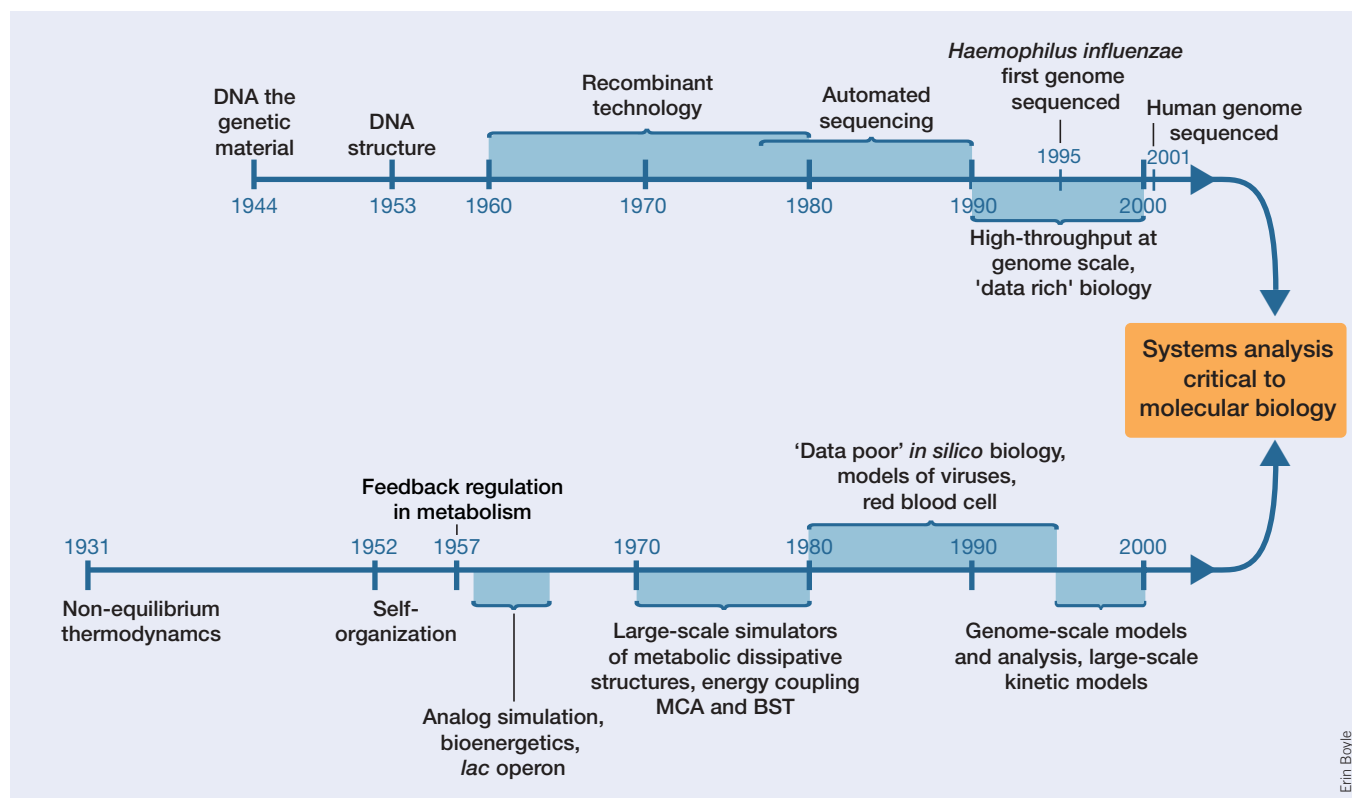 DNA the
genetic
material
DNA
structure
Recombinant
technology
Automated
sequencing
Haemophilus influenzae
first genome
sequenced
Human genome
sequenced
1995
2001
1944
1953
1960
1970
1980
1990
2000
High-throughput at
genome scale,
'data rich' biology
Systems analysis
critical to
molecular biology
‘Data poor’ in silico biology,
models of viruses,
red blood cell
Feedback regulation
in metabolism
1931
1952
1957
1970
1980
1990
2000
Non-equilibrium
thermodynamcs
Self-
organization
Analog simulation,
bioenergetics,
lac operon
Large-scale simulators
of metabolic dissipative
structures, energy coupling
MCA and BST
Genome-scale models
and analysis, large-scale
kinetic models
Erin Boyle